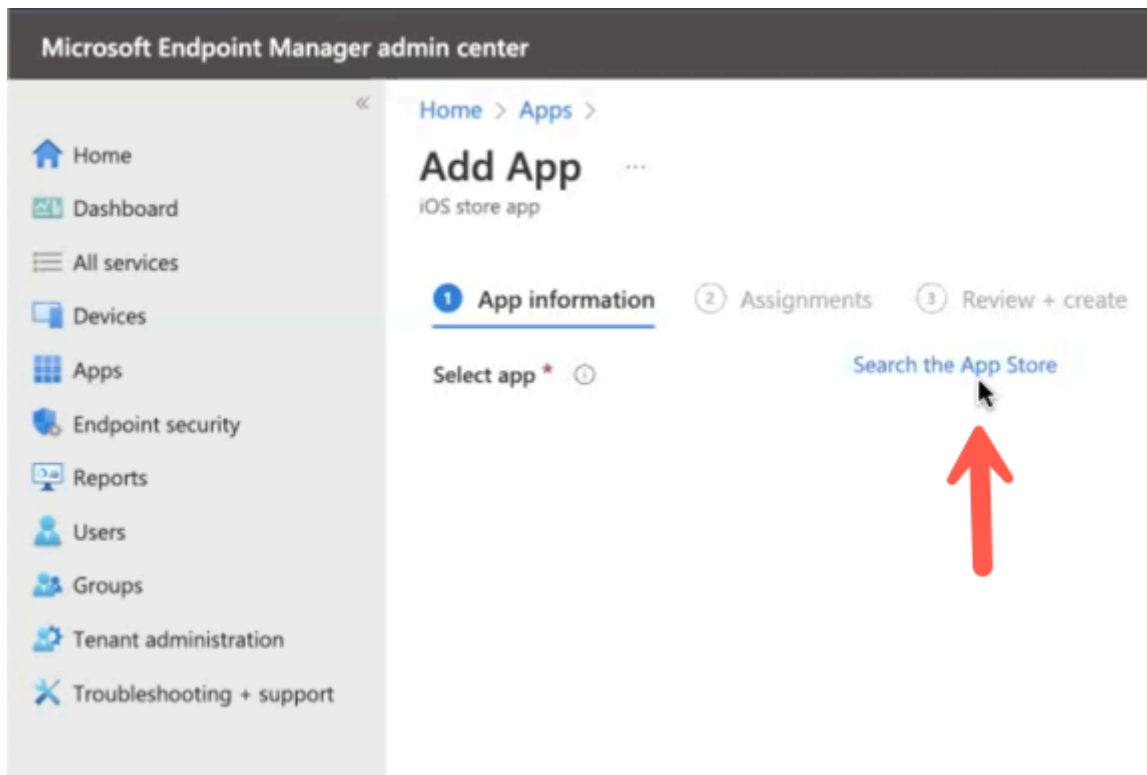 Microsoft Endpoint Manager admin center
«
Home
Dashboard
All services
Devices
Apps
Endpoint security
Reports
Users
Groups
Tenant administration
Troubleshooting + support
Home > Apps >
Add App ...
iOS store app
1 App information 2 Assignments 3 Review + create
Select app * Search the App Store